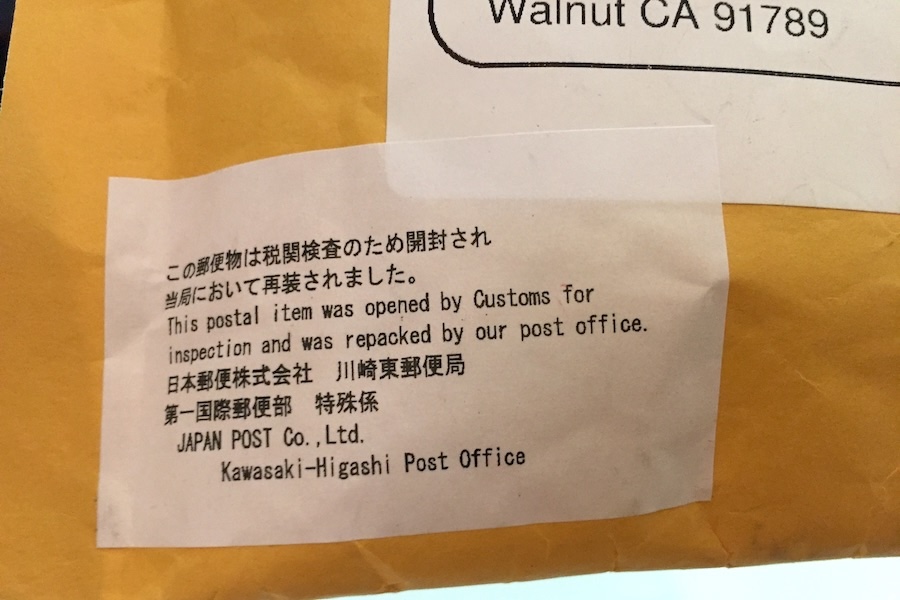 Walnut CA 91789
この郵便物は税関検査のため開封され
当局において再装されました。
This postal item was opened by Customs for
inspection and was repacked by our post office.
日本郵便株式会社　川崎東郵便局
第一国際郵便部　特殊係
JAPAN POST Co.,Ltd.
Kawasaki-Higashi Post Office